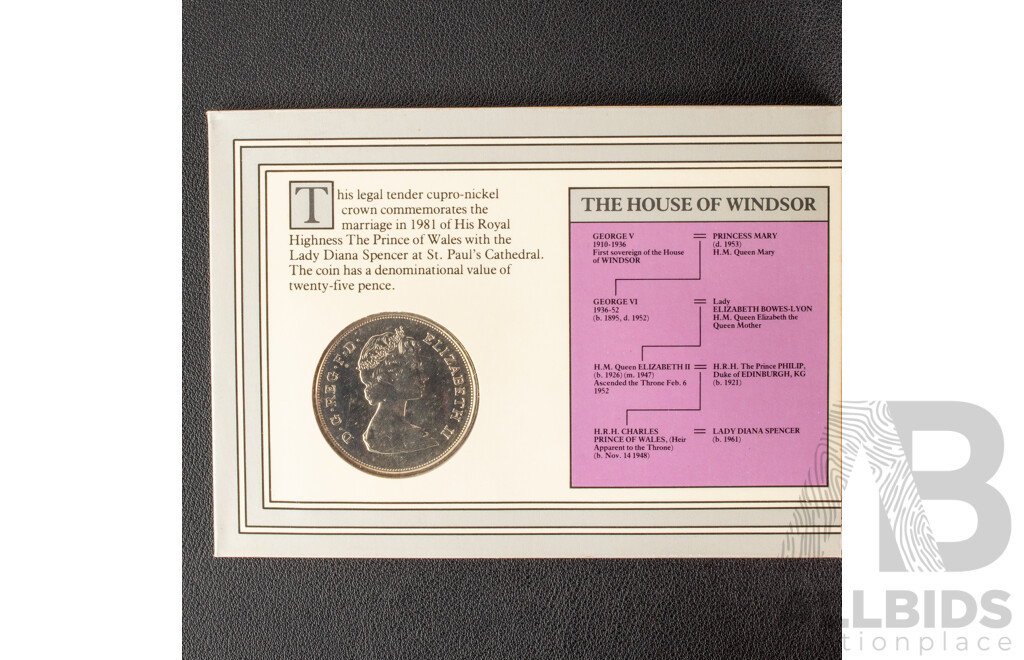 This legal tender cupro-nickel
crown commemorates the
marriage in 1981 of His Royal
Highness The Prince of Wales with the
Lady Diana Spencer at St. Paul's Cathedral.
The coin has a denominational value of
twenty-five pence.
D·G·REG·F·D· ELIZABETH II
THE HOUSE OF WINDSOR
GEORGE V = PRINCESS MARY
1910-1936 (d. 1953)
First sovereign of the House H.M. Queen Mary
of WINDSOR
GEORGE VI = Lady
1936-52 ELIZABETH BOWES-LYON
(b. 1895, d. 1952) H.M. Queen Elizabeth the
Queen Mother
H.M. Queen ELIZABETH II = H.R.H. The Prince PHILIP,
(b. 1926) (m. 1947) Duke of EDINBURGH, KG
Ascended the Throne Feb. 6 (b. 1921)
1952
H.R.H. CHARLES = LADY DIANA SPENCER
PRINCE OF WALES, (Heir (b. 1961)
Apparent to the Throne)
(b. Nov. 14 1948)
AB
LLBIDS
tionplace